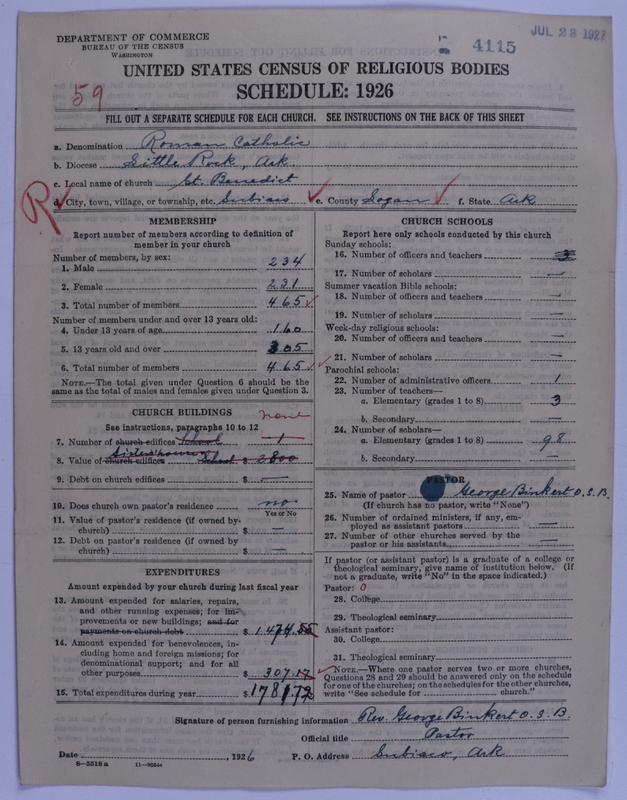 DEPARTMENT OF COMMERCE
BUREAU OF THE CENSUS
WASHINGTON
4115
JUL 23 1927
UNITED STATES CENSUS OF RELIGIOUS BODIES
SCHEDULE: 1926
59
FILL OUT A SEPARATE SCHEDULE FOR EACH CHURCH. SEE INSTRUCTIONS ON THE BACK OF THIS SHEET
a. Denomination Roman Catholic
b. Diocese Little Rock, Ark.
c. Local name of church St. Benedict
R
d. City, town, village, or township, etc. Subiaco e. County Logan f. State Ark
MEMBERSHIP
Report number of members according to definition of
member in your church
Number of members, by sex:
1. Male 234
2. Female 231
3. Total number of members 465
Number of members under and over 13 years old:
4. Under 13 years of age 160
5. 13 years old and over 305
6. Total number of members 465
NOTE.—The total given under Question 6 should be
same as the total of males and females given under Question 3.
CHURCH BUILDINGS
none
See instructions, paragraphs 10 to 12
7. Number of church edifices School 1
Sisters' house
8. Value of church edifices School $ 2800
9. Debt on church edifices $ —
10. Does church own pastor's residence no
Yes or No
11. Value of pastor's residence (if owned by
church) $ —
12. Debt on pastor's residence (if owned by
church) $ —
EXPENDITURES
Amount expended by your church during last fiscal year
13. Amount expended for salaries, repairs,
and other running expenses; for im-
provements or new buildings; and for
payments on church debt $ 1474.55
14. Amount expended for benevolences, in-
cluding home and foreign missions; for
denominational support; and for all
other purposes $ 307.17
15. Total expenditures during year $ 1781.72
CHURCH SCHOOLS
Report here only schools conducted by this church
Sunday schools:
16. Number of officers and teachers
17. Number of scholars —
Summer vacation Bible schools:
18. Number of officers and teachers —
19. Number of scholars —
Week-day religious schools:
20. Number of officers and teachers —
21. Number of scholars —
Parochial schools:
22. Number of administrative officers 1
23. Number of teachers—
a. Elementary (grades 1 to 8) 3
b. Secondary —
24. Number of scholars—
a. Elementary (grades 1 to 8) 98
b. Secondary —
PASTOR
25. Name of pastor George Binkert O.S.B.
(If church has no pastor, write "None")
26. Number of ordained ministers, if any, em-
ployed as assistant pastors —
27. Number of other churches served by the
pastor or his assistants —
If pastor (or assistant pastor) is a graduate of a college or
theological seminary, give name of institution below. (If
not a graduate, write "No" in the space indicated.)
Pastor: 0
28. College
29. Theological seminary
Assistant pastor:
30. College
31. Theological seminary
NOTE.—Where one pastor serves two or more churches,
Questions 28 and 29 should be answered only on the schedule
for one of the churches; on the schedules for the other churches,
write "See schedule for church."
Signature of person furnishing information Rev. George Binkert O.S.B.
Official title Pastor
Date , 1926 P. O. Address Subiaco, Ark
8—5518 a